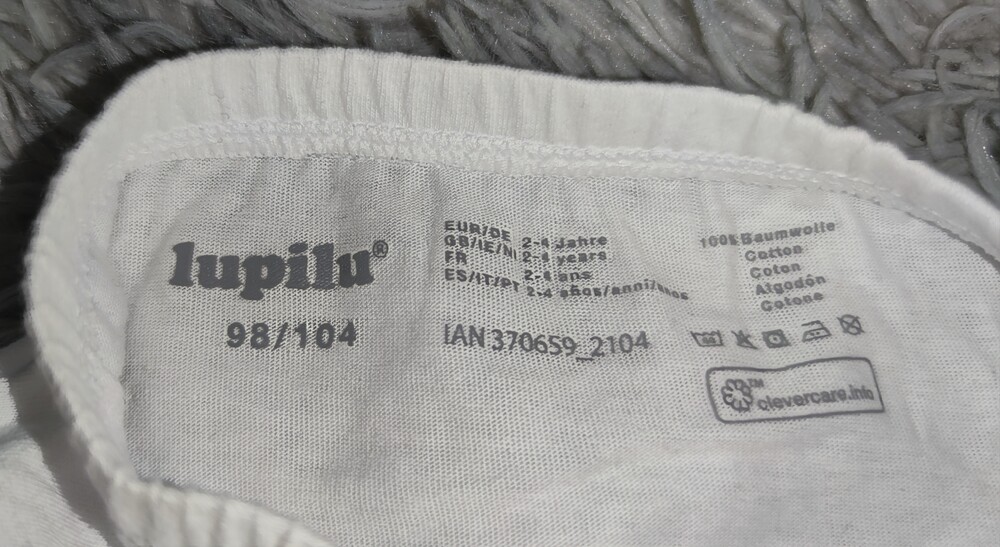 lupilu®
98/104
EUR/DE 2-4 Jahre
GB/IE/NI 2-4 years
FR 2-4 ans
ES/IT/PT 2-4 años/anni/anos
IAN 370659_2104
100% Baumwolle
Cotton
Coton
Algodón
Cotone
™
clevercare.info